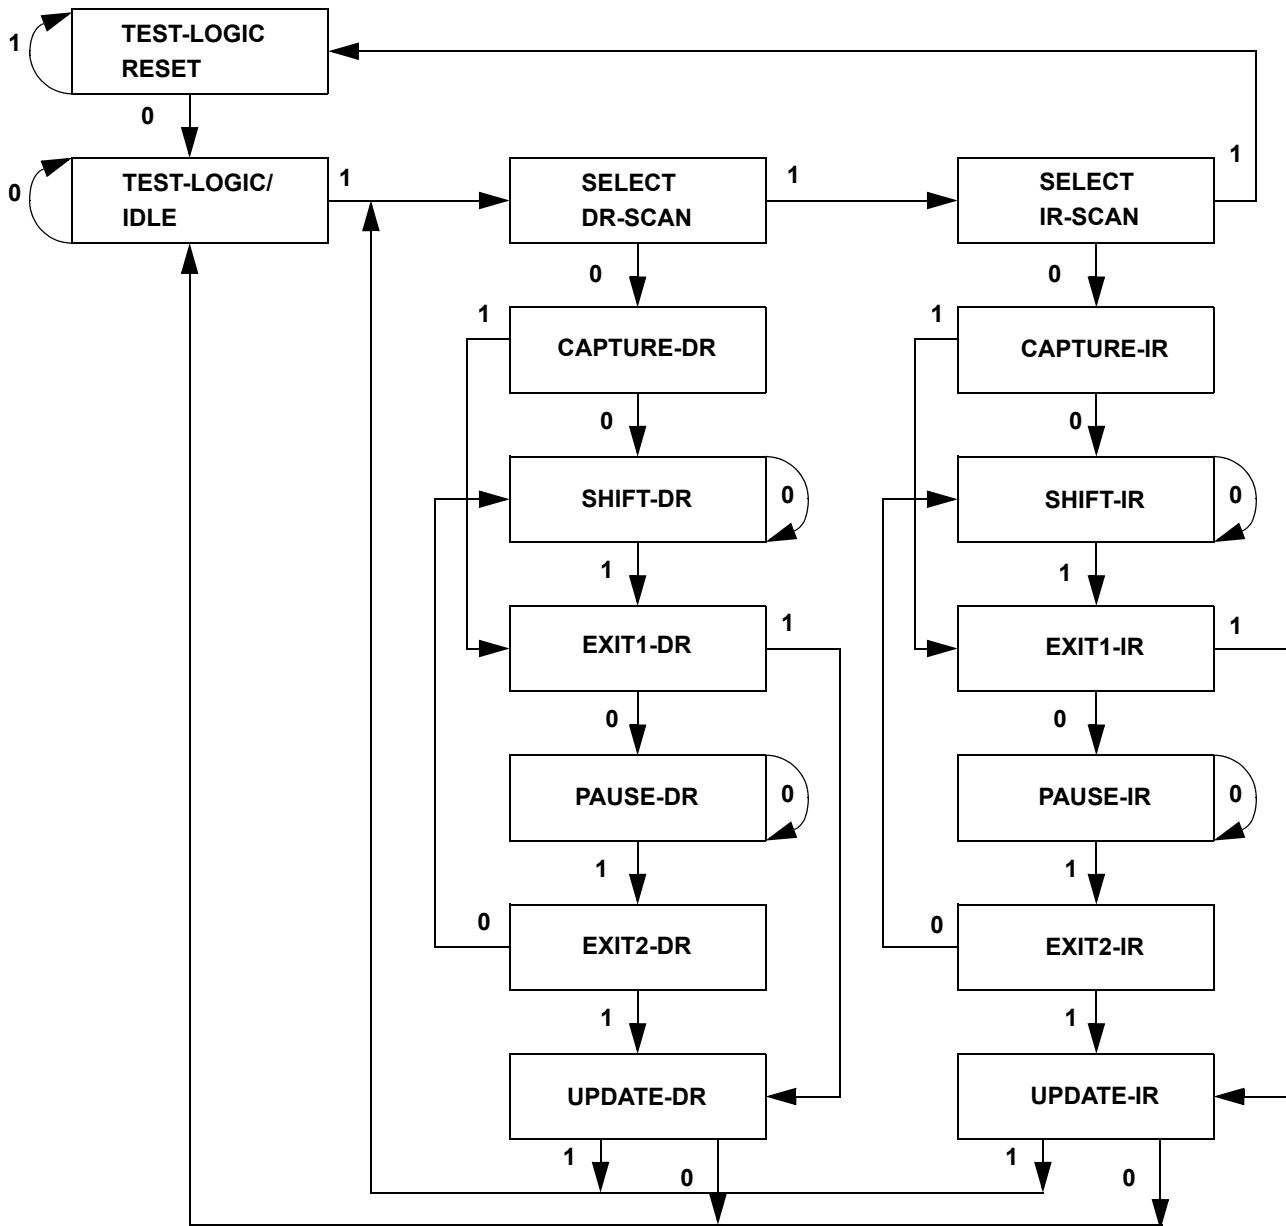 TEST-LOGIC
RESET
1
0
TEST-LOGIC/
IDLE
0
1
SELECT
DR-SCAN
1
SELECT
IR-SCAN
1
0
0
1
CAPTURE-DR
1
CAPTURE-IR
0
0
SHIFT-DR
0
SHIFT-IR
0
1
1
EXIT1-DR
1
EXIT1-IR
1
0
0
PAUSE-DR
0
PAUSE-IR
0
1
1
0
EXIT2-DR
0
EXIT2-IR
1
1
UPDATE-DR
UPDATE-IR
1
0
1
0